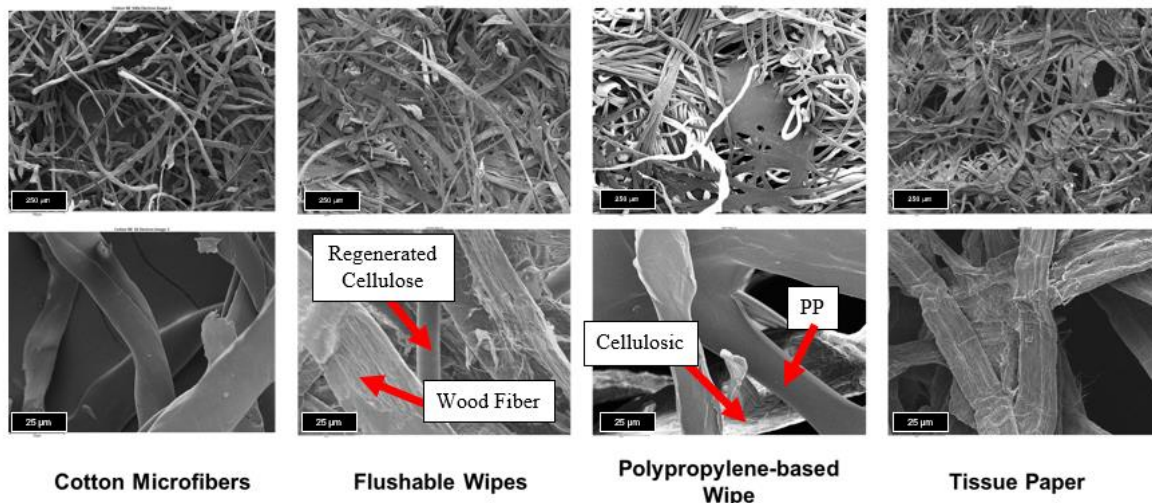 250 µm
250 µm
250 µm
250 µm
Regenerated
Cellulose
Wood Fiber
PP
Cellulosic
25 µm
25 µm
25 µm
25 µm
Cotton Microfibers
Flushable Wipes
Polypropylene-based
Wipe
Tissue Paper